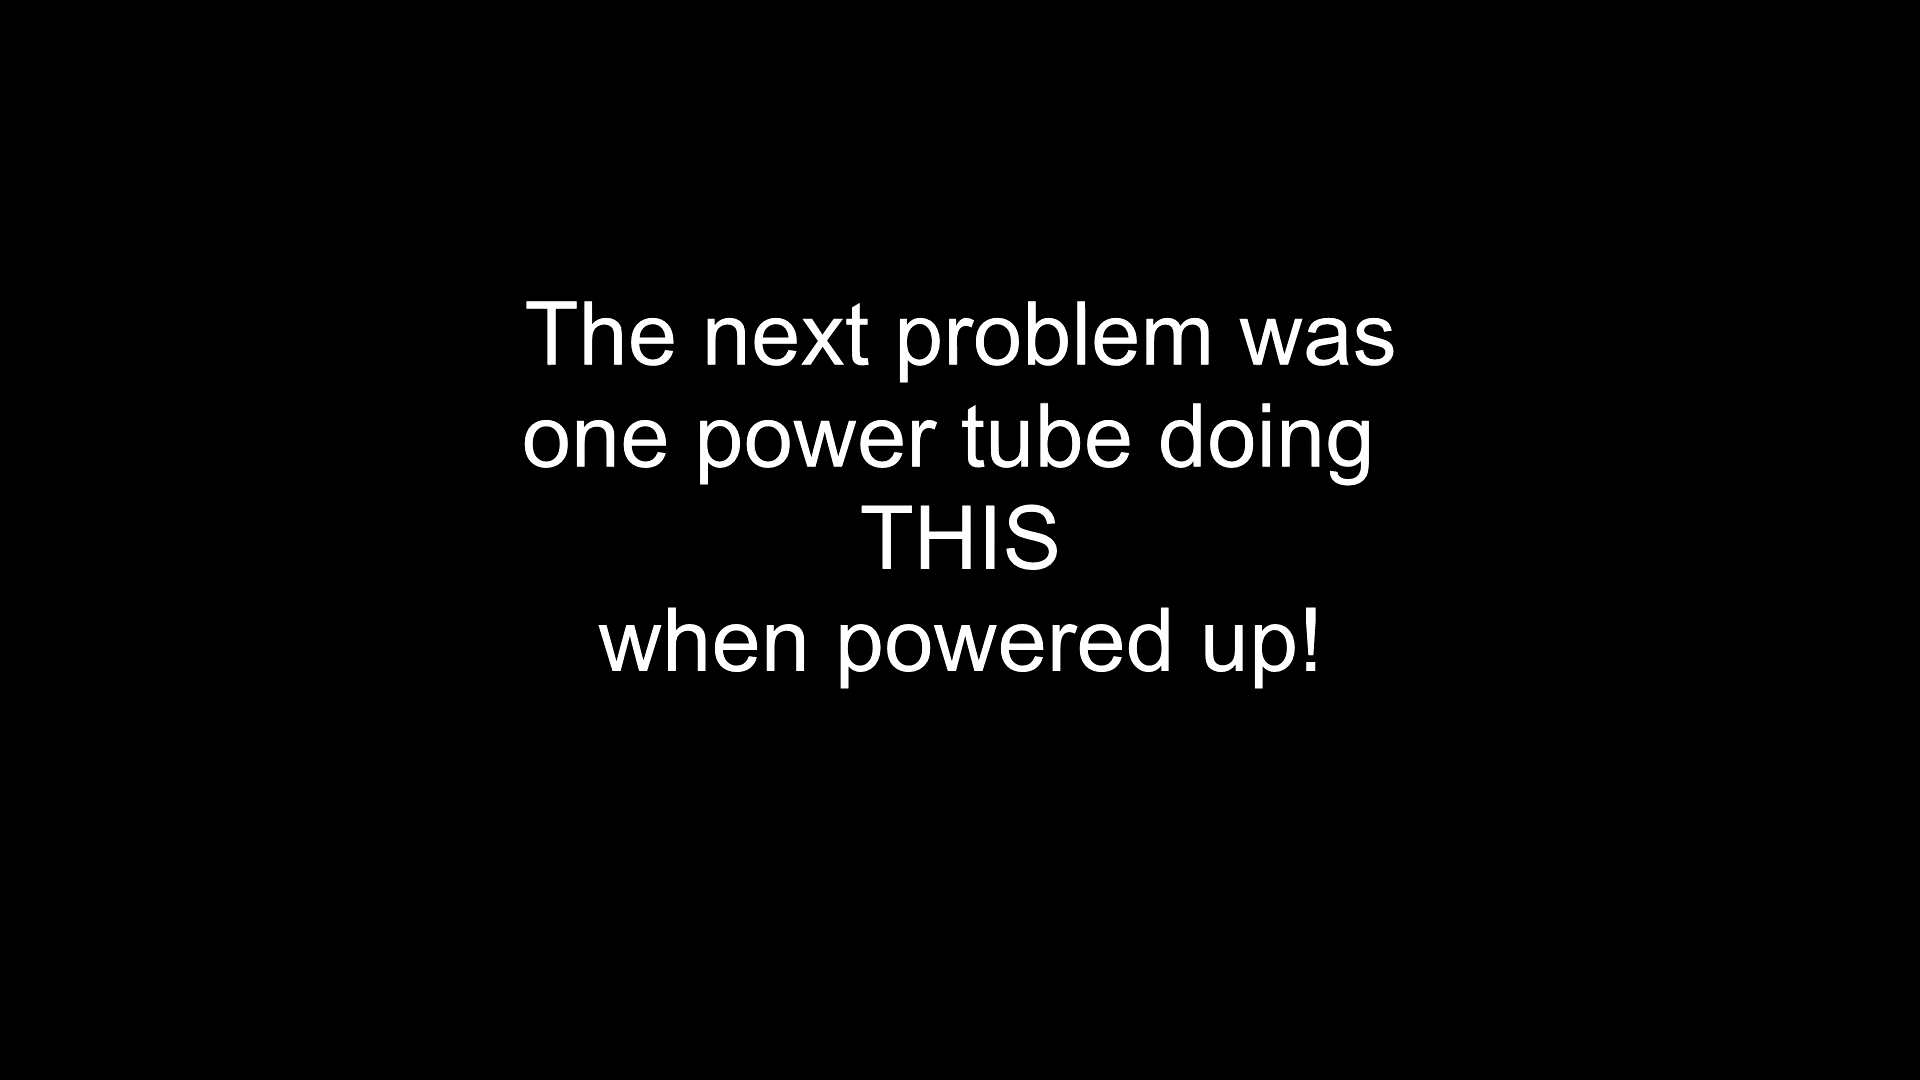 The next problem was
one power tube doing
THIS
when powered up!